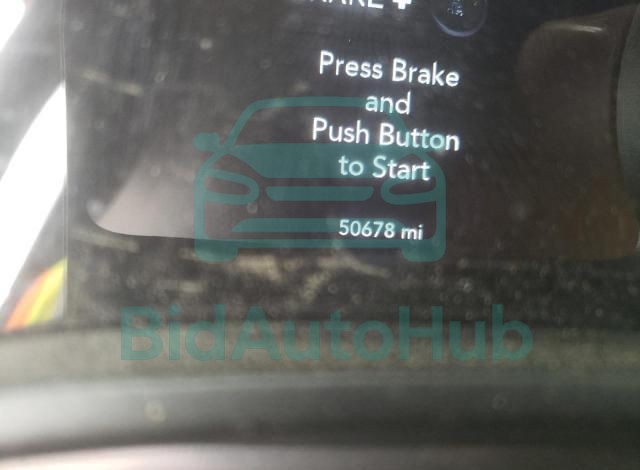 Press Brake
and
Push Button
to Start
50678 mi
BidAutoHub